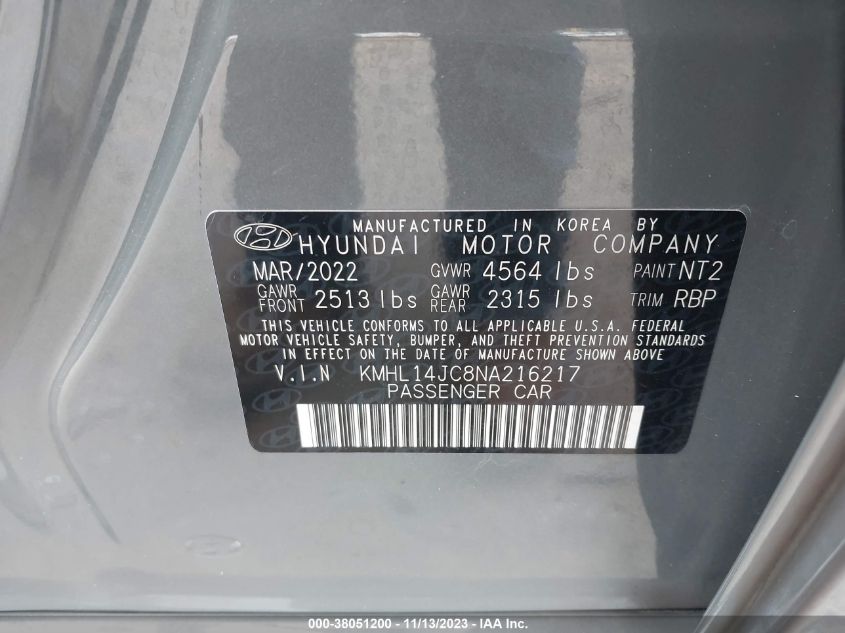 MANUFACTURED IN KOREA BY
HYUNDAI MOTOR COMPANY
MAR/2022 GVWR 4564 lbs PAINT NT2
GAWR FRONT 2513 lbs GAWR REAR 2315 lbs TRIM RBP
THIS VEHICLE CONFORMS TO ALL APPLICABLE U.S.A. FEDERAL
MOTOR VEHICLE SAFETY, BUMPER, AND THEFT PREVENTION STANDARDS
IN EFFECT ON THE DATE OF MANUFACTURE SHOWN ABOVE
V.I.N KMHL14JC8NA216217
PASSENGER CAR
000-38051200 - 11/13/2023 - IAA Inc.